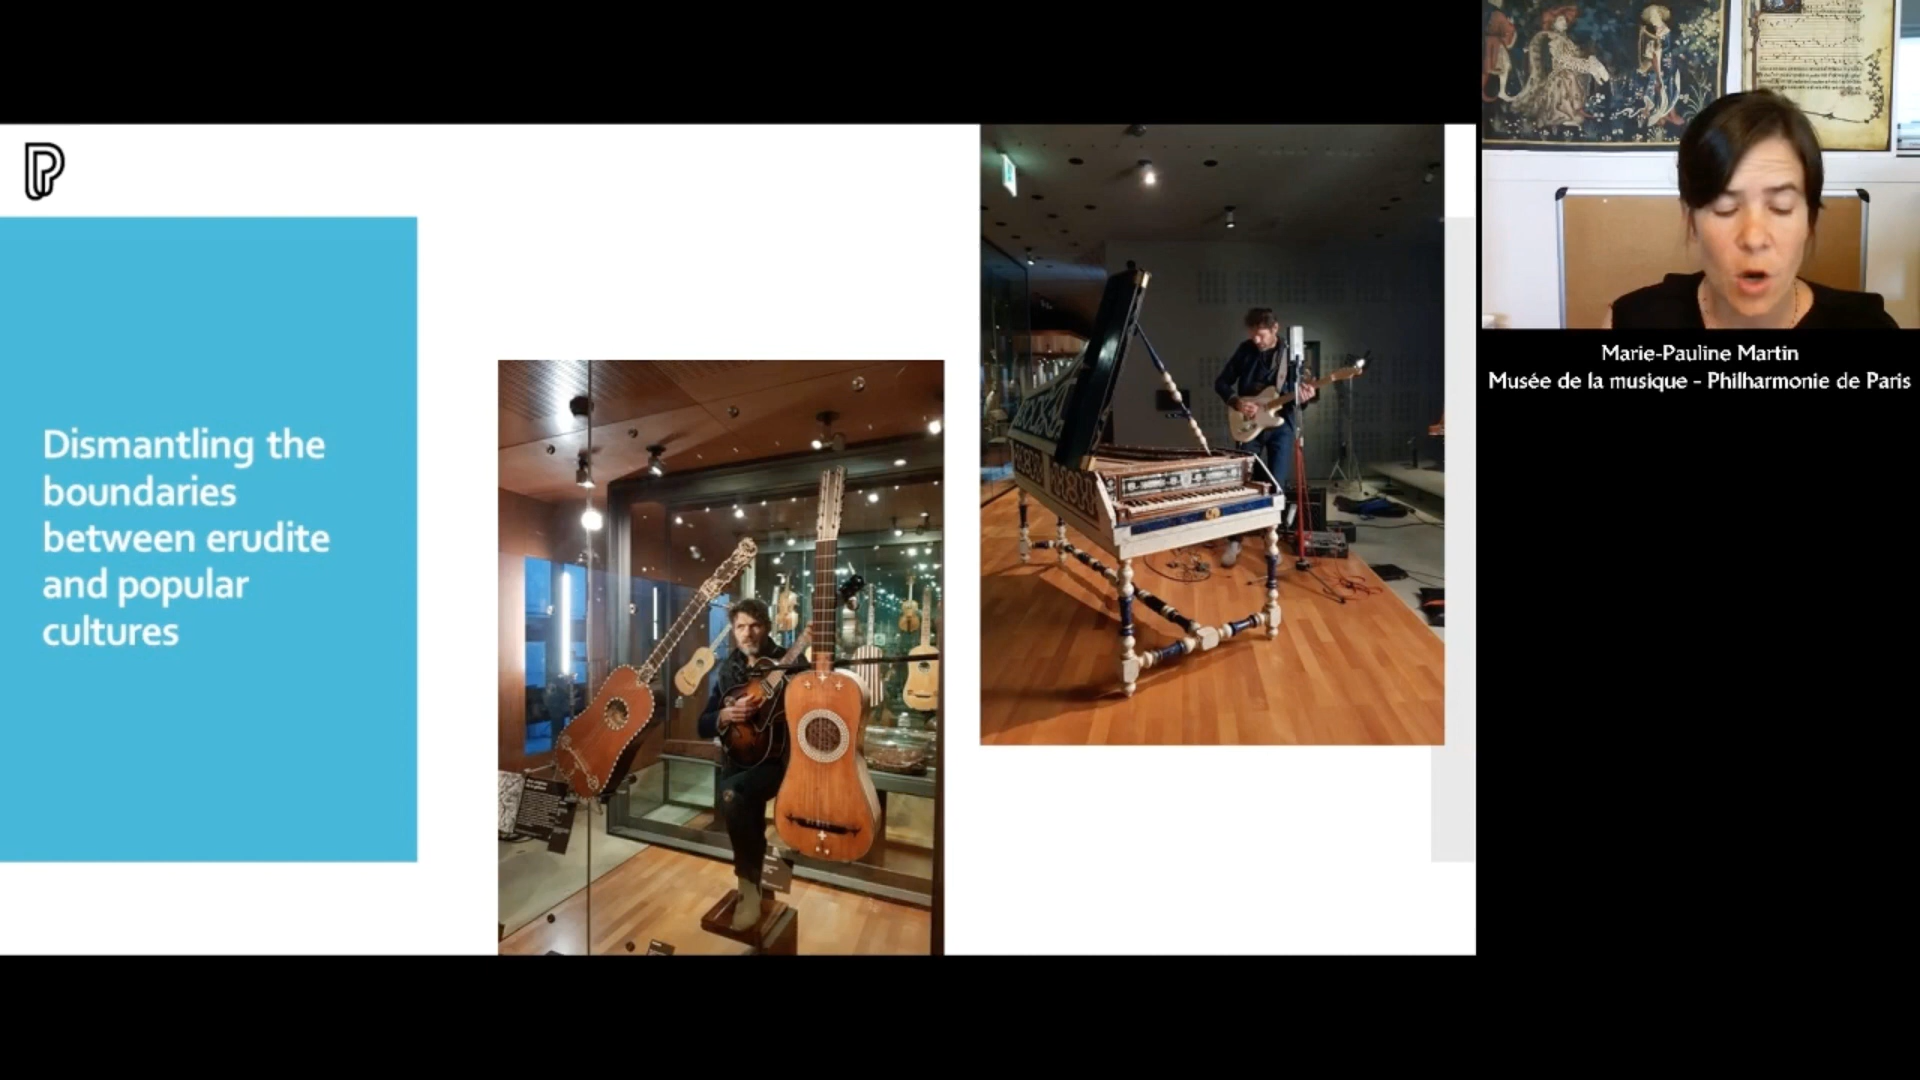 Dismantling the
boundaries
between erudite
and popular
cultures
Marie-Pauline Martin
Musée de la musique - Philharmonie de Paris